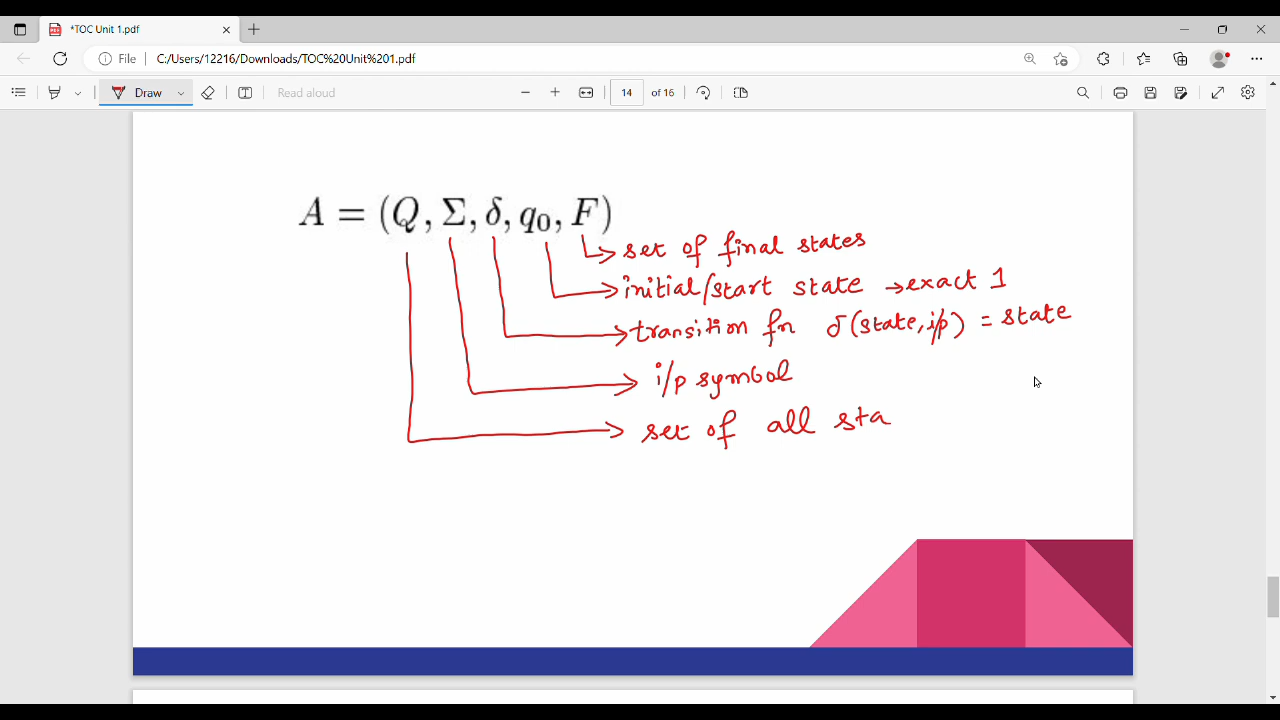 *TOC Unit 1.pdf
File C:/Users/12216/Downloads/TOC%20Unit%201.pdf
Draw Read aloud 14 of 16
A = (Q, Σ, δ, q₀, F)
set of final states
initial/start state → exact 1
transition fn δ(state, i/p) = state
i/p symbol
set of all sta